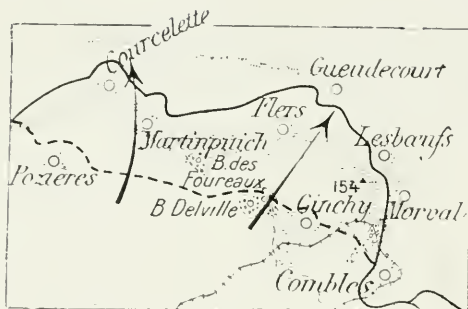 Courcelette
Gueudecourt
Flers
Martinpuich
Lesbœufs
B. des
Foureaux
Pozières
154
B. Delville
Ginchy
Morval
Combles